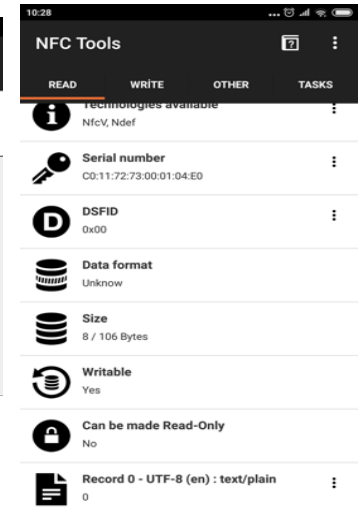 10:28
NFC Tools
READ WRİTE OTHER TASKS
Technologies available
NfcV, Ndef
Serial number
C0:11:72:73:00:01:04:E0
DSFID
0x00
Data format
Unknow
Size
8 / 106 Bytes
Writable
Yes
Can be made Read-Only
No
Record 0 - UTF-8 (en) : text/plain
0